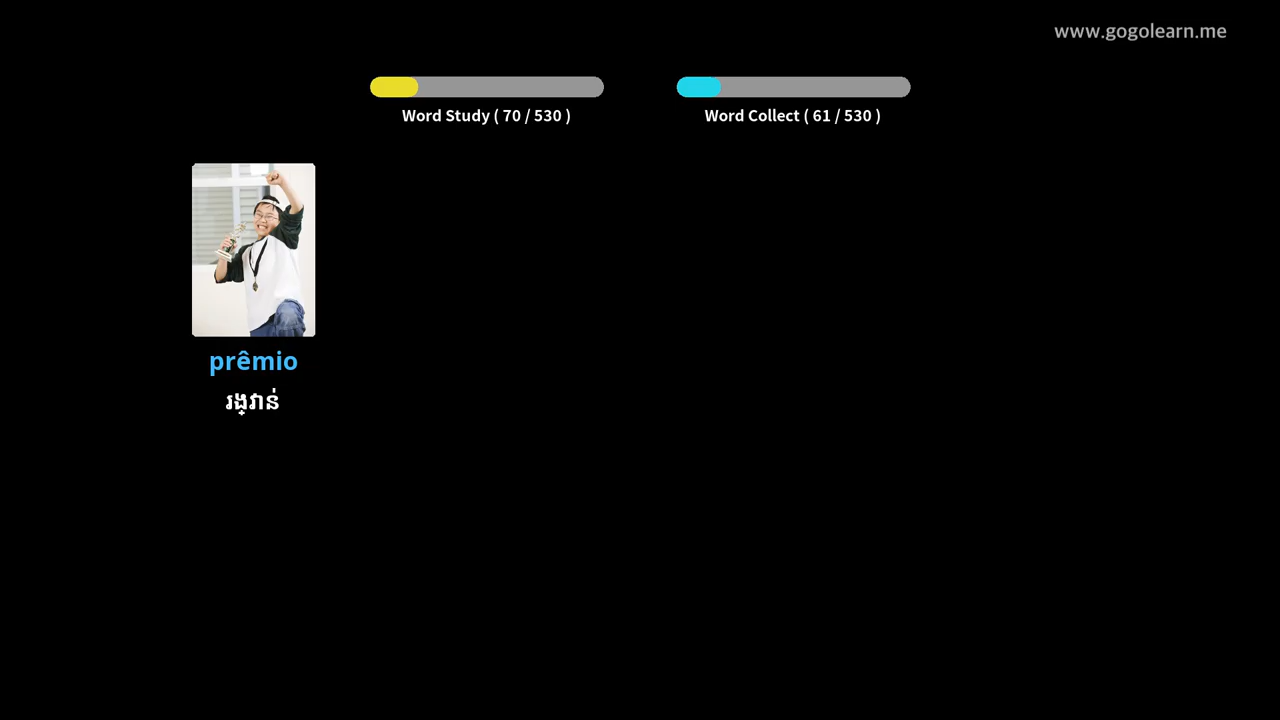 www.gogolearn.me
Word Study ( 70 / 530 )
Word Collect ( 61 / 530 )
prêmio
រង្វាន់